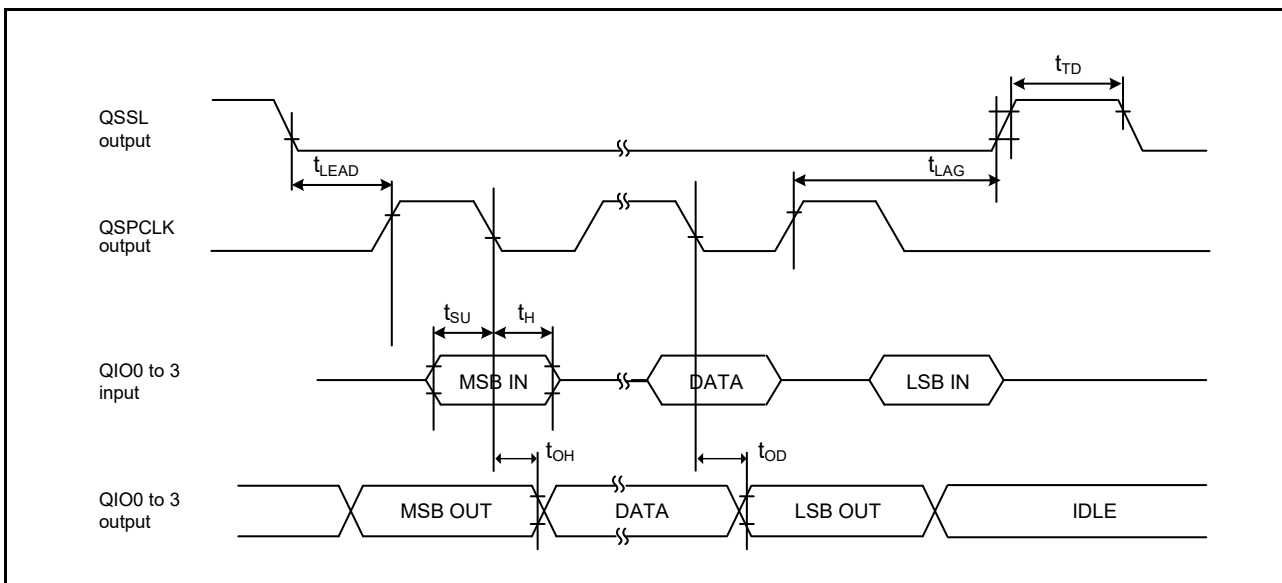 QSSL
output
tTD
tLEAD
tLAG
QSPCLK
output
tSU
tH
QIO0 to 3
input
MSB IN
DATA
LSB IN
tOH
tOD
QIO0 to 3
output
MSB OUT
DATA
LSB OUT
IDLE